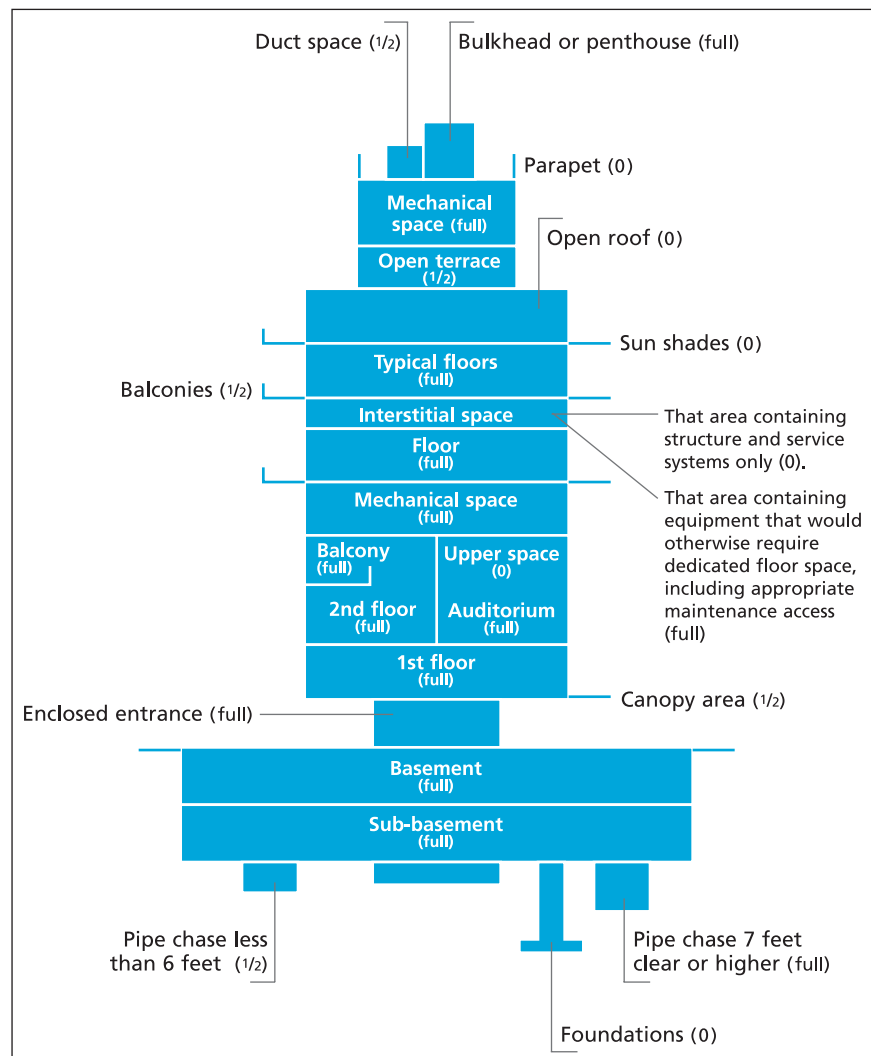 Duct space (1/2)
Bulkhead or penthouse (full)
Parapet (0)
Mechanical
space (full)
Open roof (0)
Open terrace
(1/2)
Sun shades (0)
Typical floors
(full)
Balconies (1/2)
Interstitial space
That area containing
structure and service
systems only (0).
Floor
(full)
Mechanical space
(full)
That area containing
equipment that would
otherwise require
dedicated floor space,
including appropriate
maintenance access
(full)
Balcony
(full)
Upper space
(0)
2nd floor
(full)
Auditorium
(full)
1st floor
(full)
Canopy area (1/2)
Enclosed entrance (full)
Basement
(full)
Sub-basement
(full)
Pipe chase less
than 6 feet (1/2)
Pipe chase 7 feet
clear or higher (full)
Foundations (0)